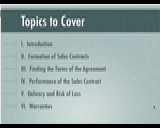 Topics to Cover
I. Introduction
II. Formation of Sales Contracts
III. Finding the Terms of the Agreement
IV. Performance of the Sales Contract
V. Delivery and Risk of Loss
VI. Warranties